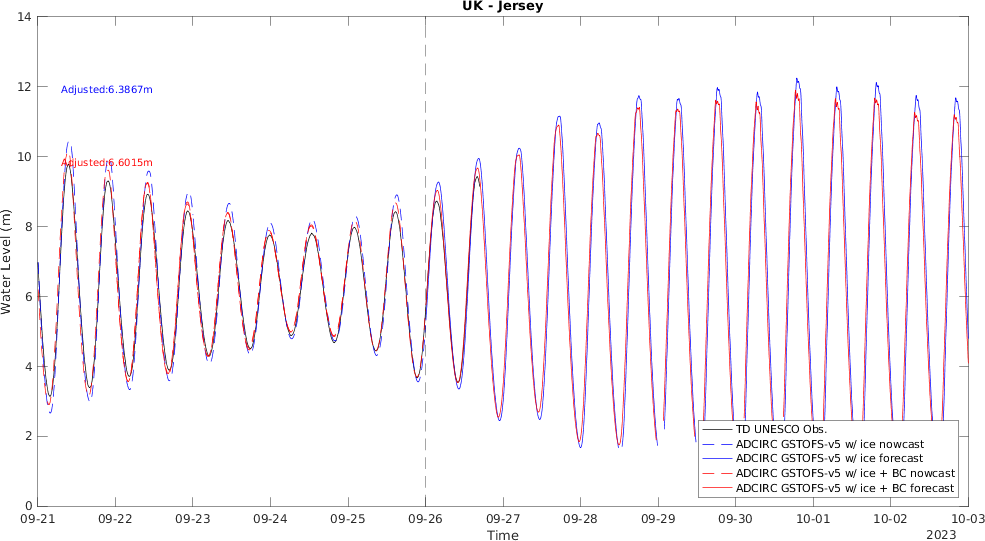 UK - Jersey
14
12
10
8
6
4
2
0
Water Level (m)
Adjusted:6.3867m
Adjusted:6.6015m
TD UNESCO Obs.
ADCIRC GSTOFS-v5 w/ ice nowcast
ADCIRC GSTOFS-v5 w/ ice forecast
ADCIRC GSTOFS-v5 w/ ice + BC nowcast
ADCIRC GSTOFS-v5 w/ ice + BC forecast
09-21 09-22 09-23 09-24 09-25 09-26 09-27 09-28 09-29 09-30 10-01 10-02 10-03
Time
2023